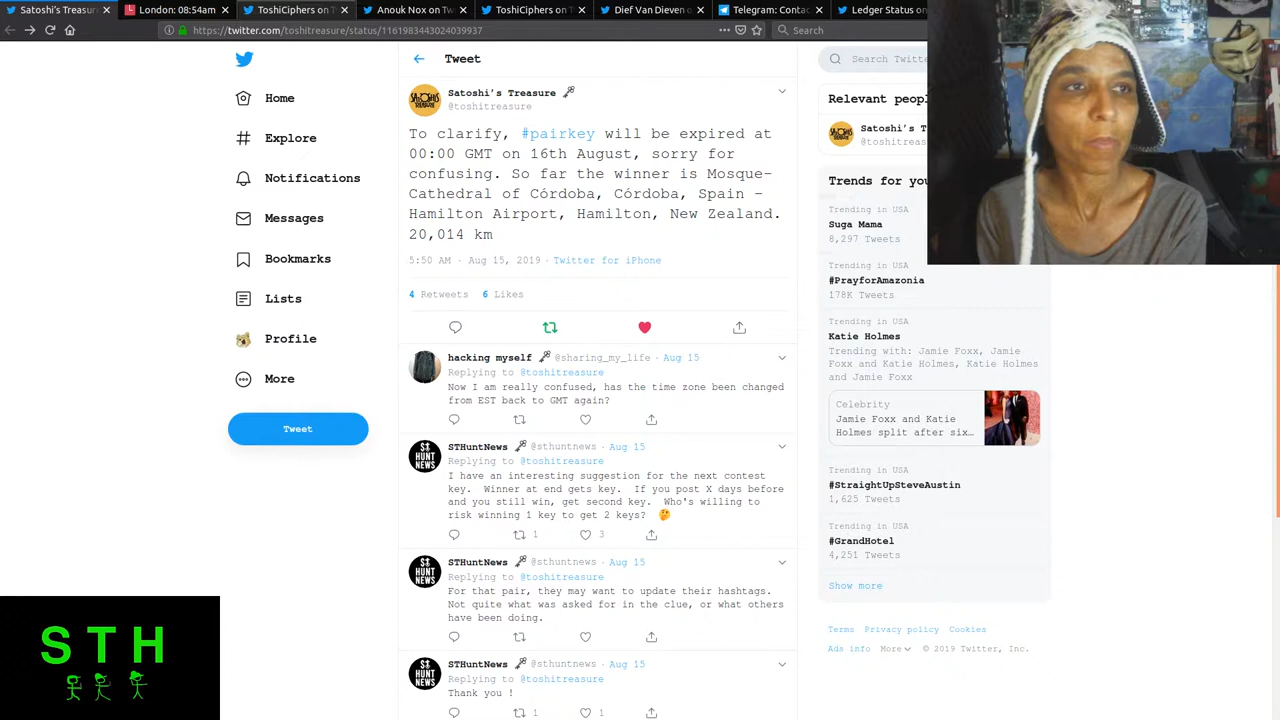 Satoshi's Treasure
London: 08:54am
ToshiCiphers on T
Anouk Nox on Tw
ToshiCiphers on T
Dief Van Dieven o
Telegram: Contac
Ledger Status on
https://twitter.com/toshitreasure/status/1161983443024039937
Search
Home
Explore
Notifications
Messages
Bookmarks
Lists
Profile
More
Tweet
Tweet
Satoshi's Treasure
@toshitreasure
To clarify, #pairkey will be expired at
00:00 GMT on 16th August, sorry for
confusing. So far the winner is Mosque-
Cathedral of Córdoba, Córdoba, Spain –
Hamilton Airport, Hamilton, New Zealand.
20,014 km
5:50 AM · Aug 15, 2019 · Twitter for iPhone
4 Retweets 6 Likes
hacking myself @sharing_my_life · Aug 15
Replying to @toshitreasure
Now I am really confused, has the time zone been changed
from EST back to GMT again?
STHuntNews @sthuntnews · Aug 15
Replying to @toshitreasure
I have an interesting suggestion for the next contest
key. Winner at end gets key. If you post X days before
and you still win, get second key. Who's willing to
risk winning 1 key to get 2 keys? 🤔
1 3
STHuntNews @sthuntnews · Aug 15
Replying to @toshitreasure
For that pair, they may want to update their hashtags.
Not quite what was asked for in the clue, or what others
have been doing.
STHuntNews @sthuntnews · Aug 15
Replying to @toshitreasure
Thank you !
1 1
Search Twitte
Relevant peopl
Satoshi's T
@toshitreas
Trends for you
Trending in USA
Suga Mama
8,297 Tweets
Trending in USA
#PrayforAmazonia
178K Tweets
Trending in USA
Katie Holmes
Trending with: Jamie Foxx, Jamie
Foxx and Katie Holmes, Katie Holmes
and Jamie Foxx
Celebrity
Jamie Foxx and Katie
Holmes split after six…
Trending in USA
#StraightUpSteveAustin
1,625 Tweets
Trending in USA
#GrandHotel
4,251 Tweets
Show more
Terms Privacy policy Cookies
Ads info More © 2019 Twitter, Inc.
STH